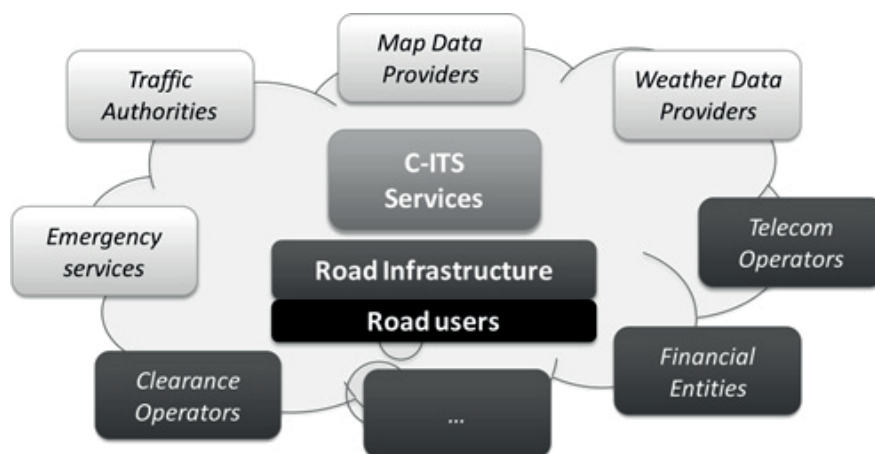 Map Data
Providers
Traffic
Authorities
Weather Data
Providers
C-ITS
Services
Emergency
services
Telecom
Operators
Road Infrastructure
Road users
Financial
Entities
Clearance
Operators
...